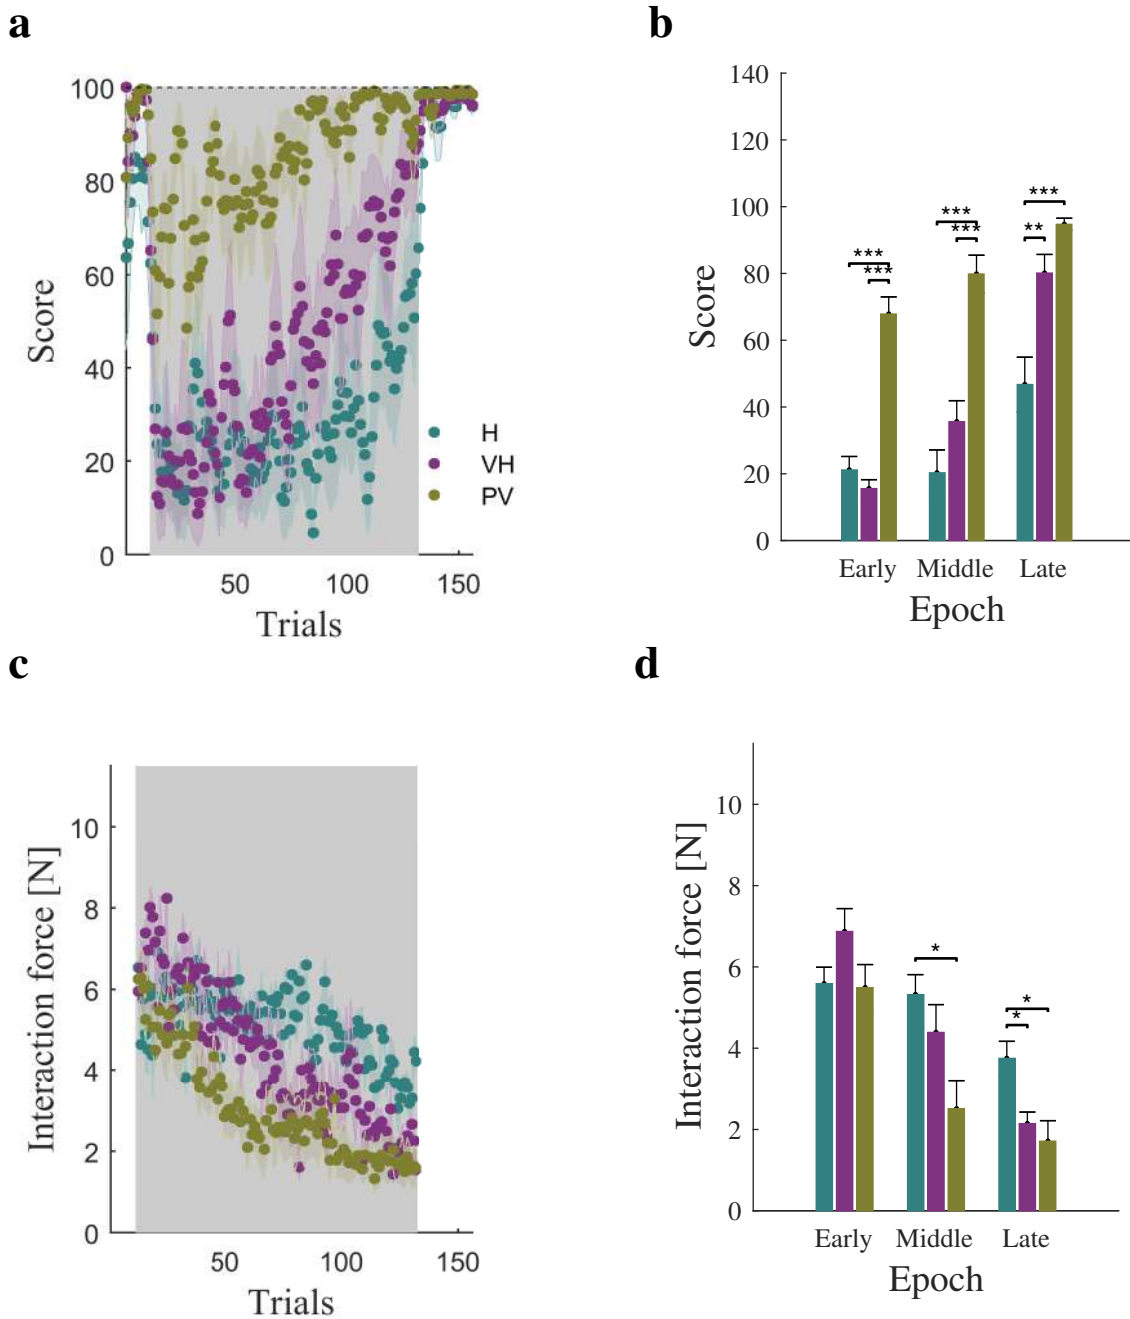 a
100
80
60
40
20
0
Score
50
100
150
Trials
H
VH
PV
b
140
120
100
80
60
40
20
0
Score
***
***
***
***
***
**
Early
Middle
Late
Epoch
c
10
8
6
4
2
0
Interaction force [N]
50
100
150
Trials
d
10
8
6
4
2
0
Interaction force [N]
*
*
*
Early
Middle
Late
Epoch